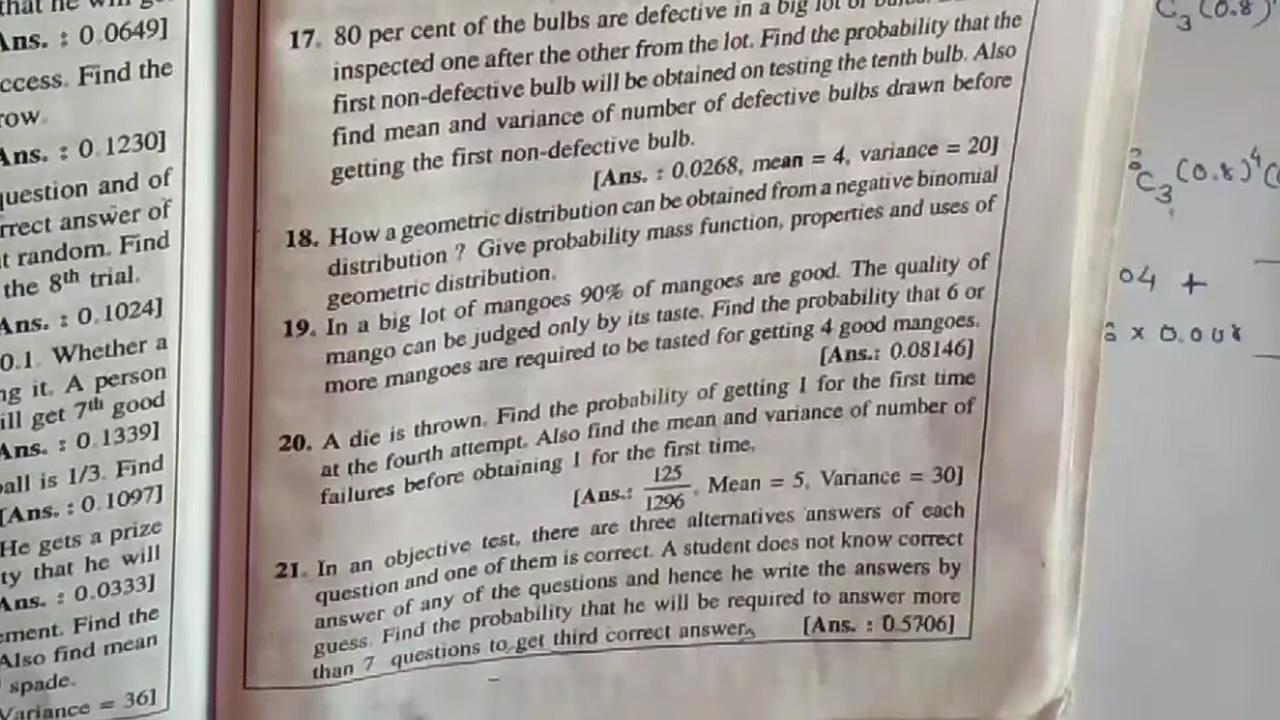 that he will
Ans. : 0.0649]
ccess. Find the
row.
Ans. : 0.1230]
question and of
rrect answer of
t random. Find
the 8th trial.
Ans. : 0.1024]
0.1. Whether a
ng it. A person
ill get 7th good
Ans. : 0.1339]
ball is 1/3. Find
[Ans. : 0.1097]
He gets a prize
ty that he will
Ans. : 0.0333]
ement. Find the
Also find mean
spade.
Variance = 36]
17. 80 per cent of the bulbs are defective in a big lot of
inspected one after the other from the lot. Find the probability that the
first non-defective bulb will be obtained on testing the tenth bulb. Also
find mean and variance of number of defective bulbs drawn before
getting the first non-defective bulb.
[Ans. : 0.0268, mean = 4, variance = 20]
18. How a geometric distribution can be obtained from a negative binomial
distribution ? Give probability mass function, properties and uses of
geometric distribution.
19. In a big lot of mangoes 90% of mangoes are good. The quality of
mango can be judged only by its taste. Find the probability that 6 or
more mangoes are required to be tasted for getting 4 good mangoes.
[Ans.: 0.08146]
20. A die is thrown. Find the probability of getting 1 for the first time
at the fourth attempt. Also find the mean and variance of number of
failures before obtaining 1 for the first time.
[Ans.: 125/1296, Mean = 5, Variance = 30]
21. In an objective test, there are three alternatives answers of each
question and one of them is correct. A student does not know correct
answer of any of the questions and hence he write the answers by
guess. Find the probability that he will be required to answer more
than 7 questions to get third correct answer. [Ans. : 0.5706]
C3 (0.8)
C3 (0.8)4 (
04 +
× 0.008